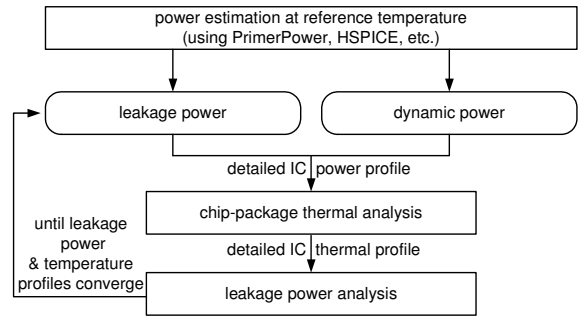 power estimation at reference temperature
(using PrimerPower, HSPICE, etc.)
leakage power
dynamic power
detailed IC power profile
chip-package thermal analysis
until leakage
power
& temperature
profiles converge
detailed IC thermal profile
leakage power analysis